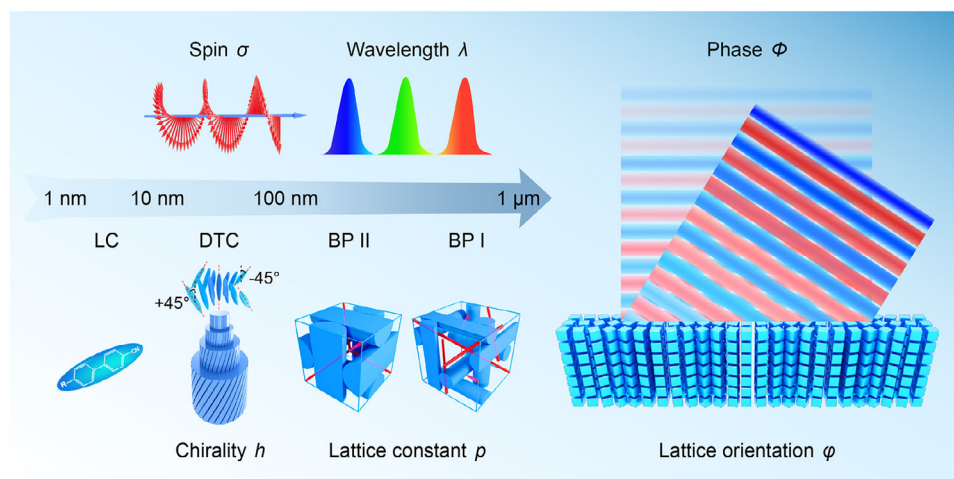 Spin σ
Wavelength λ
Phase Φ
1 nm
10 nm
100 nm
1 μm
LC
DTC
BP II
BP I
-45°
+45°
R
CN
Chirality h
Lattice constant p
Lattice orientation φ